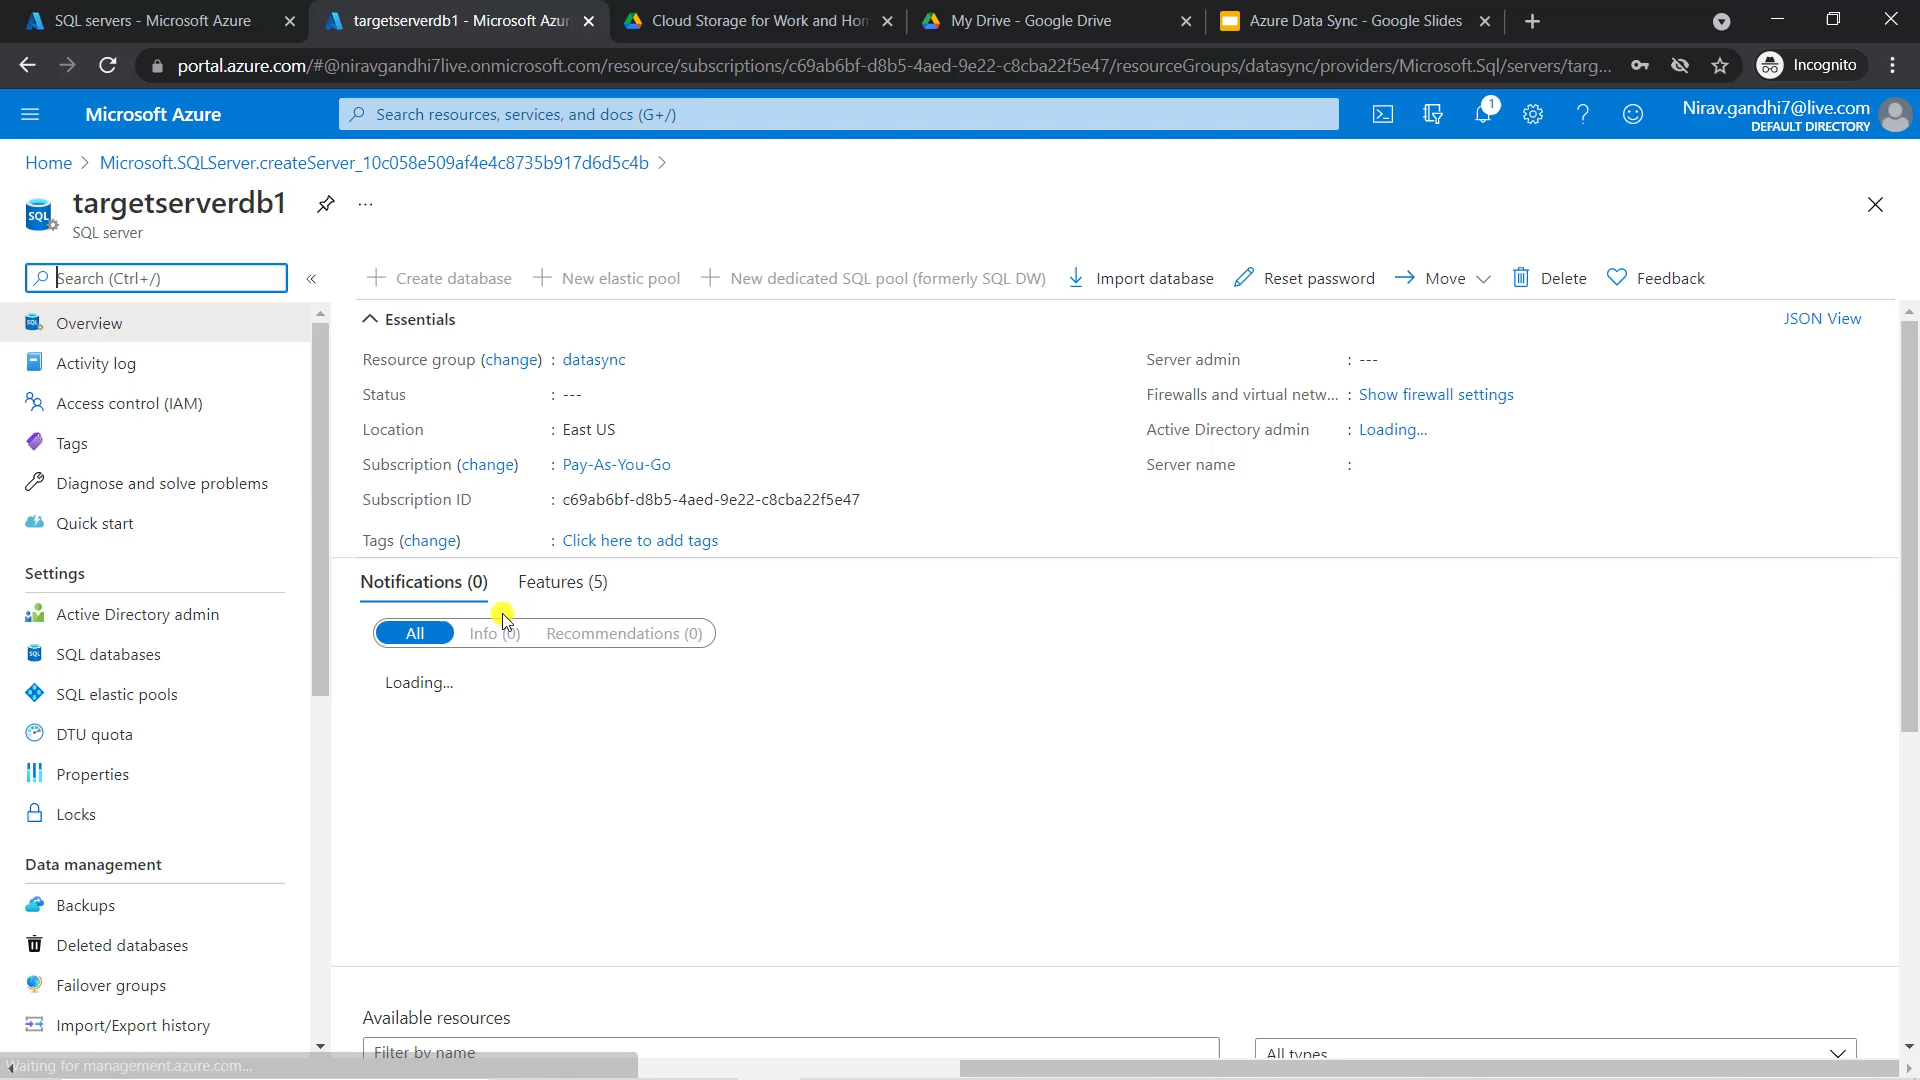 SQL servers - Microsoft Azure
targetserverdb1 - Microsoft Azur
Cloud Storage for Work and Hom
My Drive - Google Drive
Azure Data Sync - Google Slides
portal.azure.com/#@niravgandhi7live.onmicrosoft.com/resource/subscriptions/c69ab6bf-d8b5-4aed-9e22-c8cba22f5e47/resourceGroups/datasync/providers/Microsoft.Sql/servers/targ...
Incognito
Microsoft Azure
Search resources, services, and docs (G+/)
1
Nirav.gandhi7@live.com
DEFAULT DIRECTORY
Home > Microsoft.SQLServer.createServer_10c058e509af4e4c8735b917d6d5c4b >
SQL
targetserverdb1
...
SQL server
Search (Ctrl+/)
«
Create database
New elastic pool
New dedicated SQL pool (formerly SQL DW)
Import database
Reset password
Move
Delete
Feedback
Overview
Activity log
Access control (IAM)
Tags
Diagnose and solve problems
Quick start
Settings
Active Directory admin
SQL databases
SQL elastic pools
DTU quota
Properties
Locks
Data management
Backups
Deleted databases
Failover groups
Import/Export history
Essentials
JSON View
Resource group (change) : datasync
Status : ---
Location : East US
Subscription (change) : Pay-As-You-Go
Subscription ID : c69ab6bf-d8b5-4aed-9e22-c8cba22f5e47
Tags (change) : Click here to add tags
Server admin : ---
Firewalls and virtual netw... : Show firewall settings
Active Directory admin : Loading...
Server name :
Notifications (0)
Features (5)
All
Info (0)
Recommendations (0)
Loading...
Available resources
Filter by name
All types
Waiting for management.azure.com...